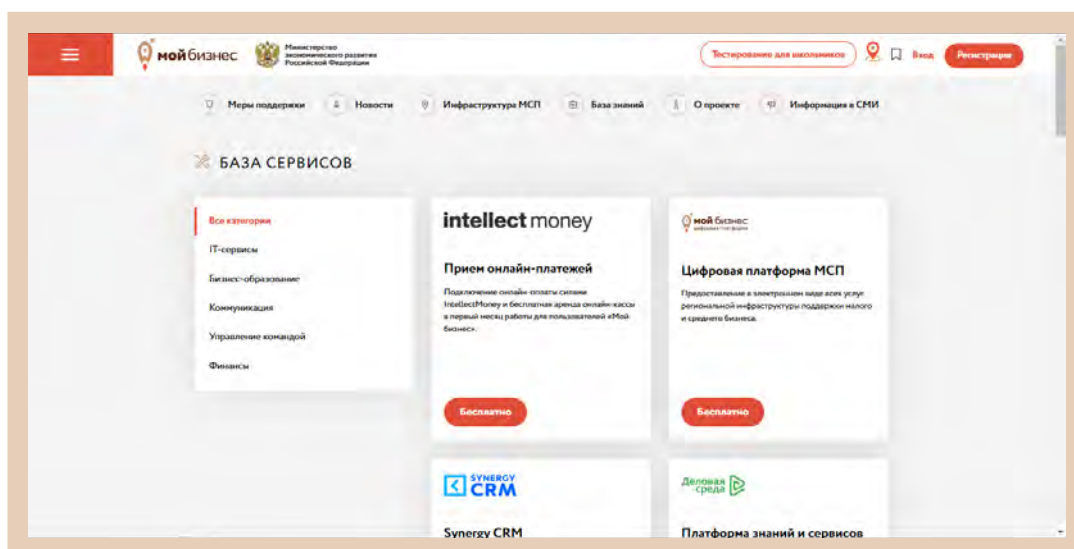 мойбизнес
Министерство
экономического развития
Российской Федерации
Тестирование для школьников
Вход
Регистрация
Меры поддержки
Новости
Инфраструктура МСП
База знаний
О проекте
Информация в СМИ
БАЗА СЕРВИСОВ
Все категории
IT-сервисы
Бизнес-образование
Коммуникация
Управление командой
Финансы
intellectmoney
Прием онлайн-платежей
Подключение онлайн-оплаты силами
IntellectMoney и бесплатная аренда онлайн-кассы
в первый месяц работы для пользователей «Мой
бизнес».
Бесплатно
мой бизнес
цифровая платформа
Цифровая платформа МСП
Предоставление в электронном виде всех услуг
региональной инфраструктуры поддержки малого
и среднего бизнеса.
Бесплатно
SYNERGY
CRM
Synergy CRM
Деловая
среда
Платформа знаний и сервисов